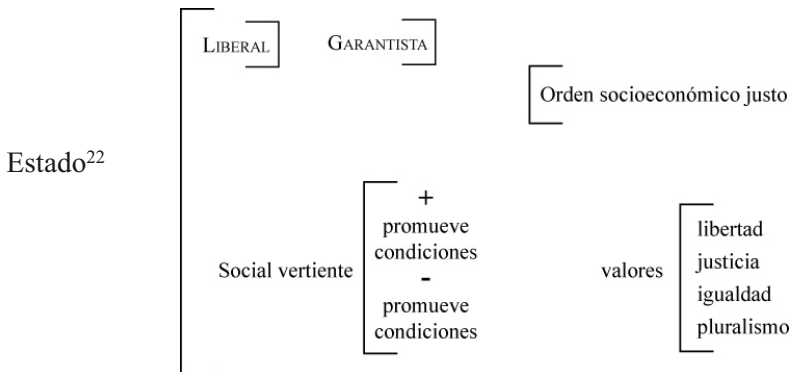 LIBERAL GARANTISTA
Orden socioeconómico justo
Estado22
Social vertiente
+
promueve
condiciones
-
promueve
condiciones
valores
libertad
justicia
igualdad
pluralismo